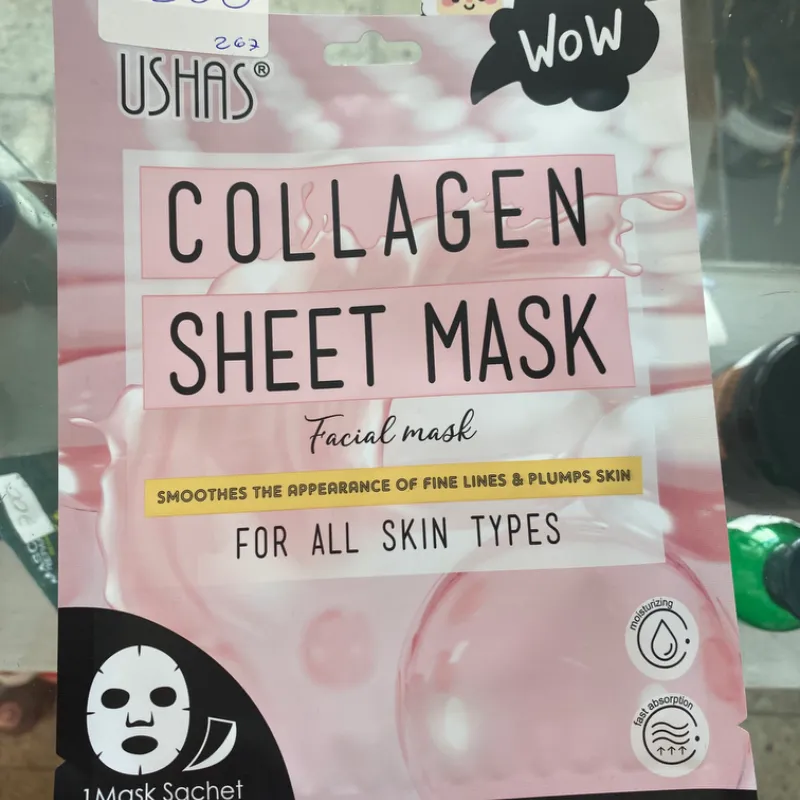 267
USHAS®
WOW
COLLAGEN
SHEET MASK
Facial mask
SMOOTHES THE APPEARANCE OF FINE LINES & PLUMPS SKIN
FOR ALL SKIN TYPES
moisturizing
fast absorption
1 Mask Sachet